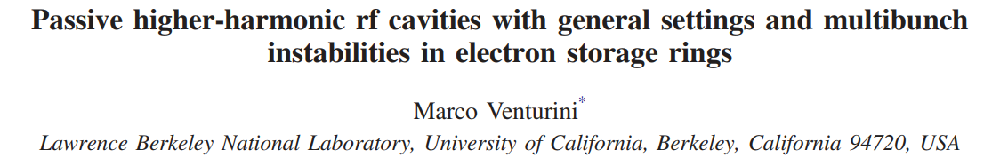 Passive higher-harmonic rf cavities with general settings and multibunch
instabilities in electron storage rings
Marco Venturini*
Lawrence Berkeley National Laboratory, University of California, Berkeley, California 94720, USA